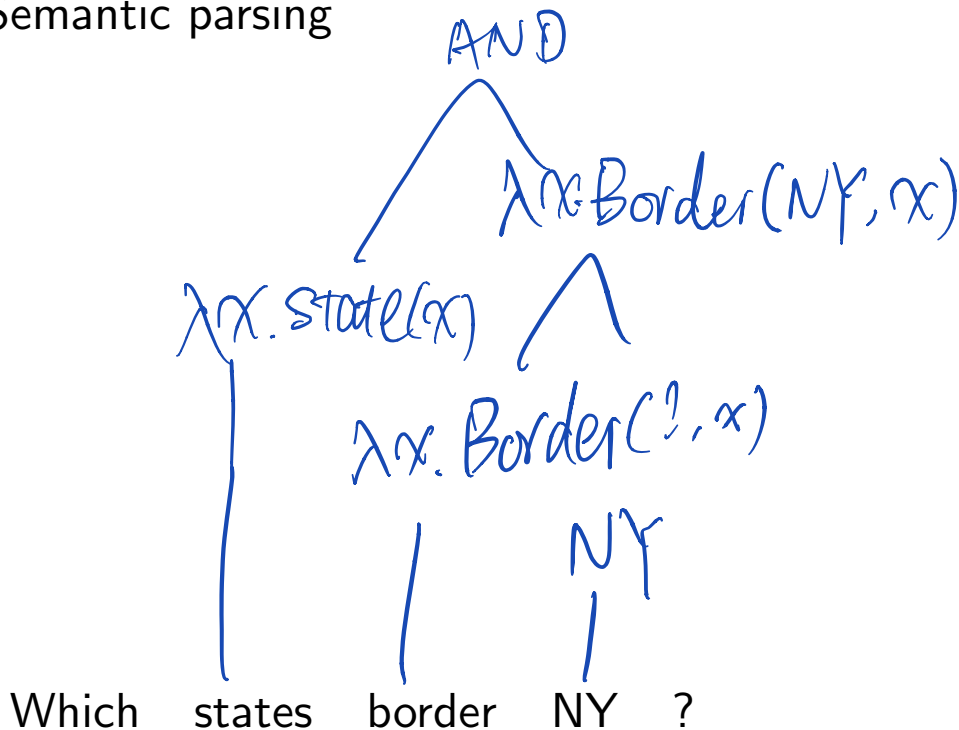 Semantic parsing
AND
λx.Border(NY, x)
λx.state(x)
λx.Border(?, x)
NY
Which states border NY ?